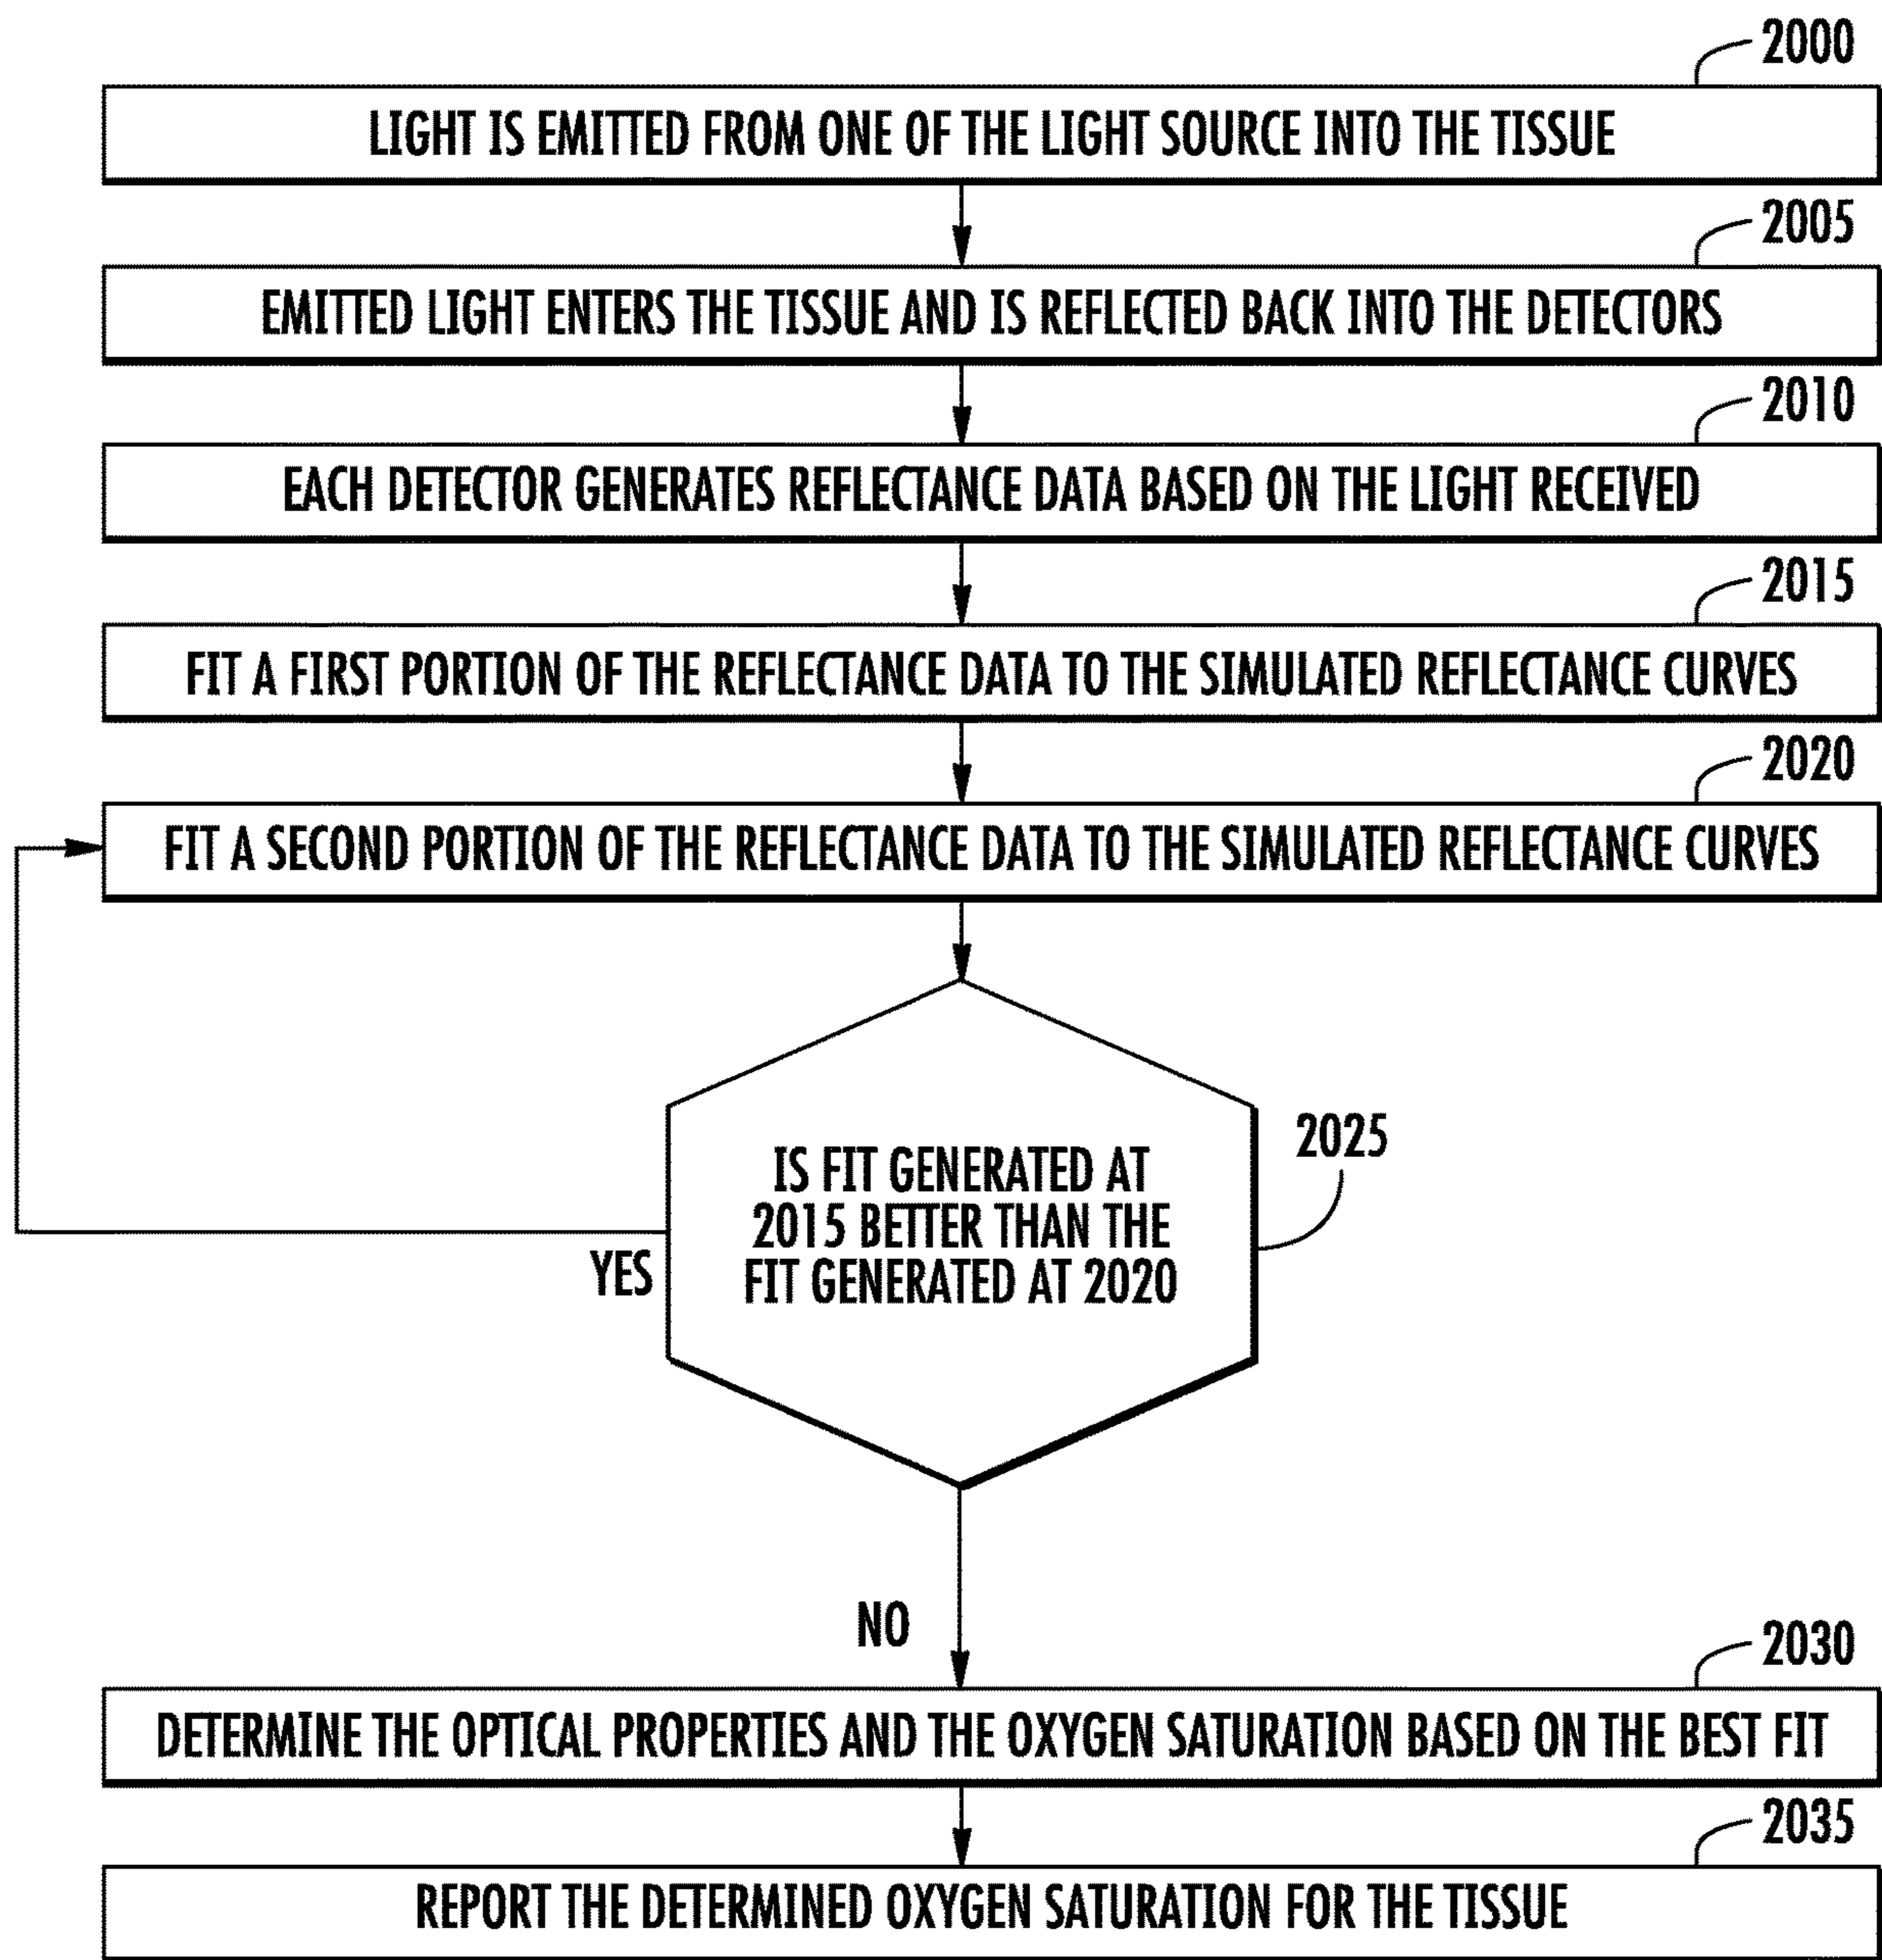 2000
LIGHT IS EMITTED FROM ONE OF THE LIGHT SOURCE INTO THE TISSUE
2005
EMITTED LIGHT ENTERS THE TISSUE AND IS REFLECTED BACK INTO THE DETECTORS
2010
EACH DETECTOR GENERATES REFLECTANCE DATA BASED ON THE LIGHT RECEIVED
2015
FIT A FIRST PORTION OF THE REFLECTANCE DATA TO THE SIMULATED REFLECTANCE CURVES
2020
FIT A SECOND PORTION OF THE REFLECTANCE DATA TO THE SIMULATED REFLECTANCE CURVES
2025
IS FIT GENERATED AT
2015 BETTER THAN THE
FIT GENERATED AT 2020
YES
NO
2030
DETERMINE THE OPTICAL PROPERTIES AND THE OXYGEN SATURATION BASED ON THE BEST FIT
2035
REPORT THE DETERMINED OXYGEN SATURATION FOR THE TISSUE